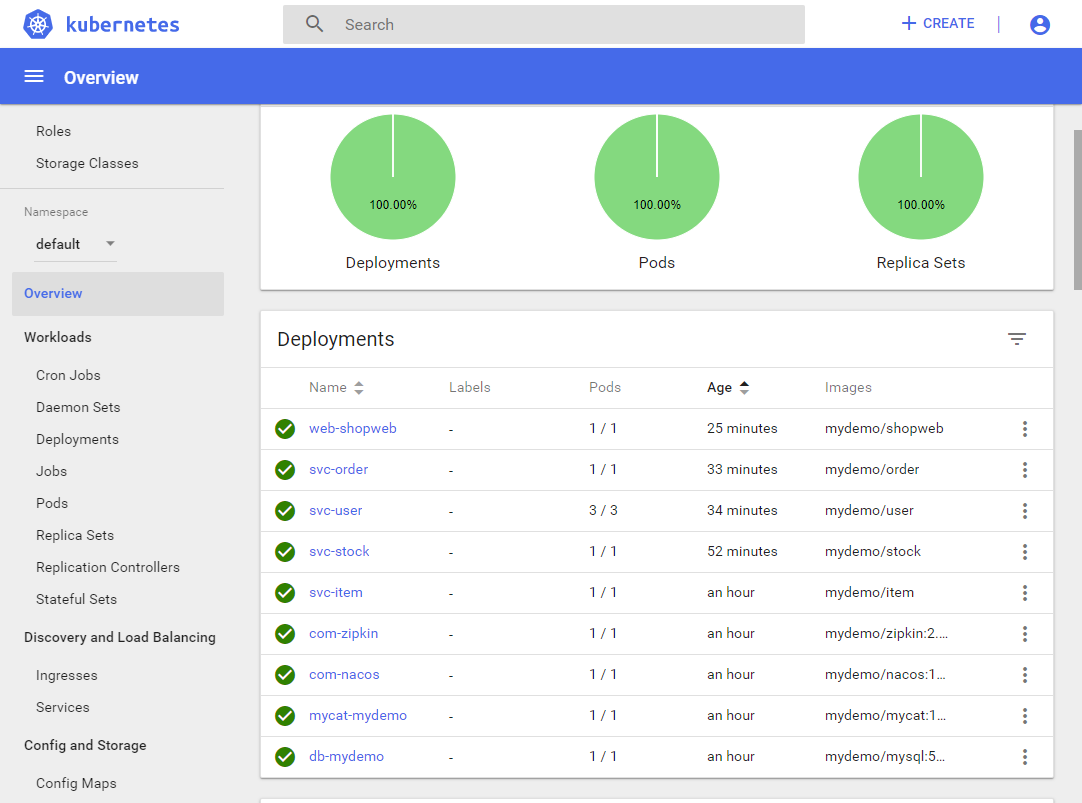 kubernetes
Search
+ CREATE |
Overview
Roles
Storage Classes
Namespace
default
Overview
Workloads
Cron Jobs
Daemon Sets
Deployments
Jobs
Pods
Replica Sets
Replication Controllers
Stateful Sets
Discovery and Load Balancing
Ingresses
Services
Config and Storage
Config Maps
100.00% 100.00% 100.00%
Deployments Pods Replica Sets
Deployments
Name Labels Pods Age Images
web-shopweb - 1 / 1 25 minutes mydemo/shopweb
svc-order - 1 / 1 33 minutes mydemo/order
svc-user - 3 / 3 34 minutes mydemo/user
svc-stock - 1 / 1 52 minutes mydemo/stock
svc-item - 1 / 1 an hour mydemo/item
com-zipkin - 1 / 1 an hour mydemo/zipkin:2....
com-nacos - 1 / 1 an hour mydemo/nacos:1...
mycat-mydemo - 1 / 1 an hour mydemo/mycat:1...
db-mydemo - 1 / 1 an hour mydemo/mysql:5...